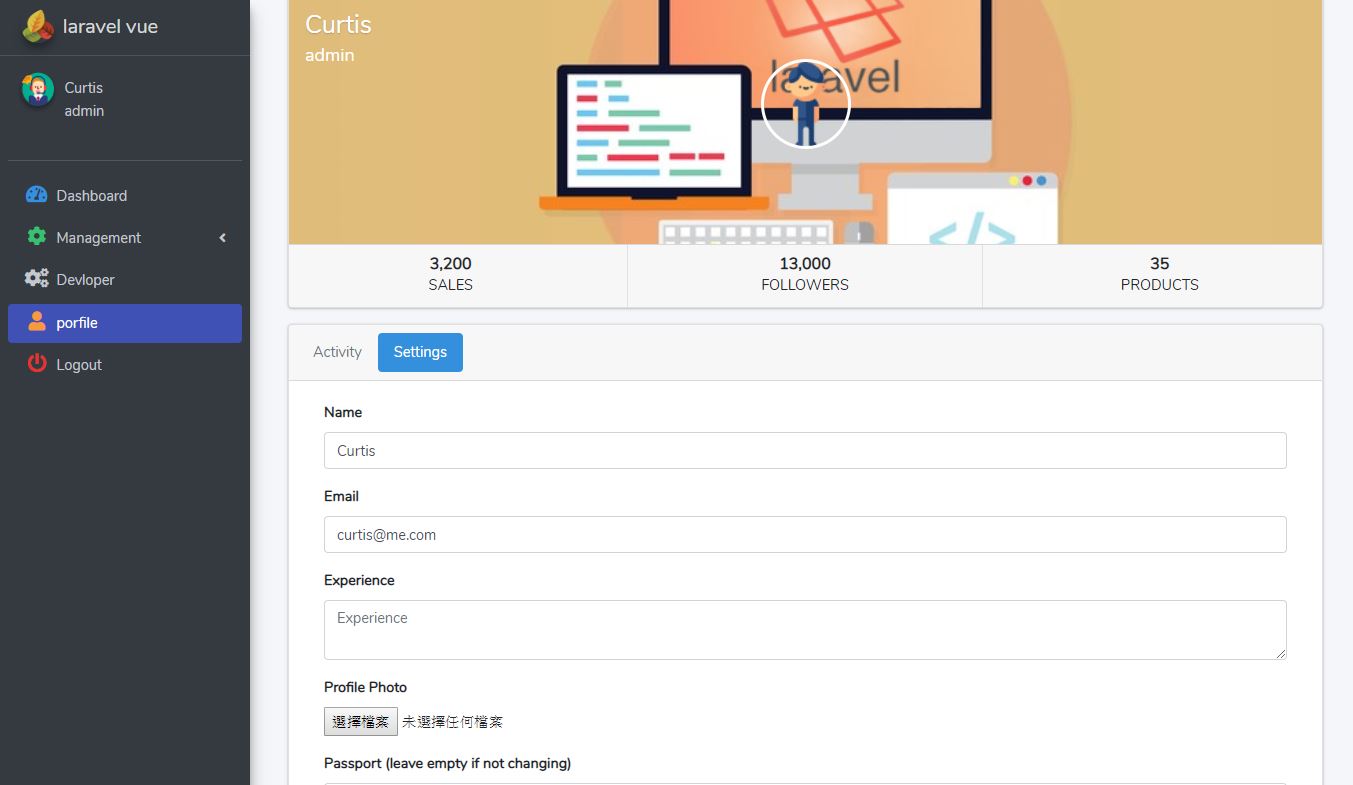 laravel vue
Curtis
admin
Dashboard
Management
Devloper
porfile
Logout
Curtis
admin
laravel
</>
3,200
SALES
13,000
FOLLOWERS
35
PRODUCTS
Activity
Settings
Name
Curtis
Email
curtis@me.com
Experience
Experience
Profile Photo
選擇檔案 未選擇任何檔案
Passport (leave empty if not changing)